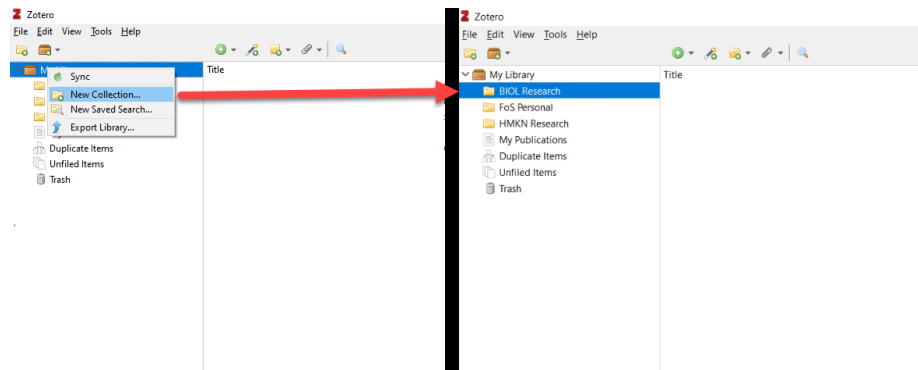 Zotero
File Edit View Tools Help
Title
Sync
New Collection...
New Saved Search...
Export Library...
Duplicate Items
Unfiled Items
Trash
Zotero
File Edit View Tools Help
My Library
Title
BIOL Research
FoS Personal
HMKN Research
My Publications
Duplicate Items
Unfiled Items
Trash